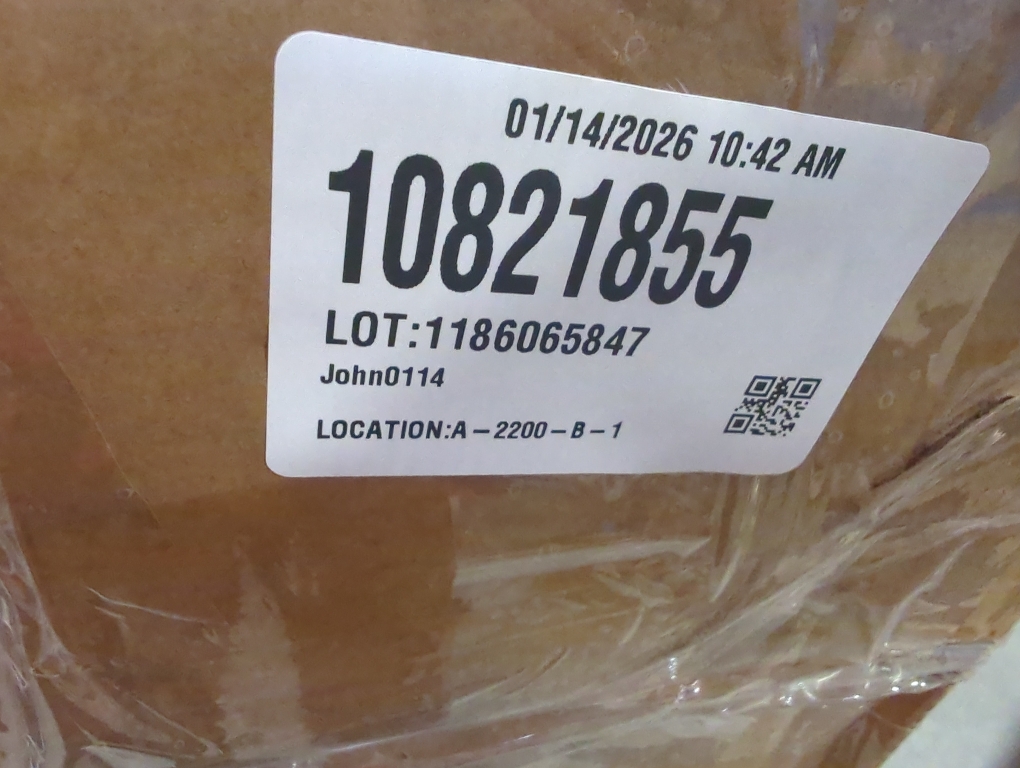 01/14/2026 10:42 AM
10821855
LOT:1186065847
John0114
LOCATION:A-2200-B-1